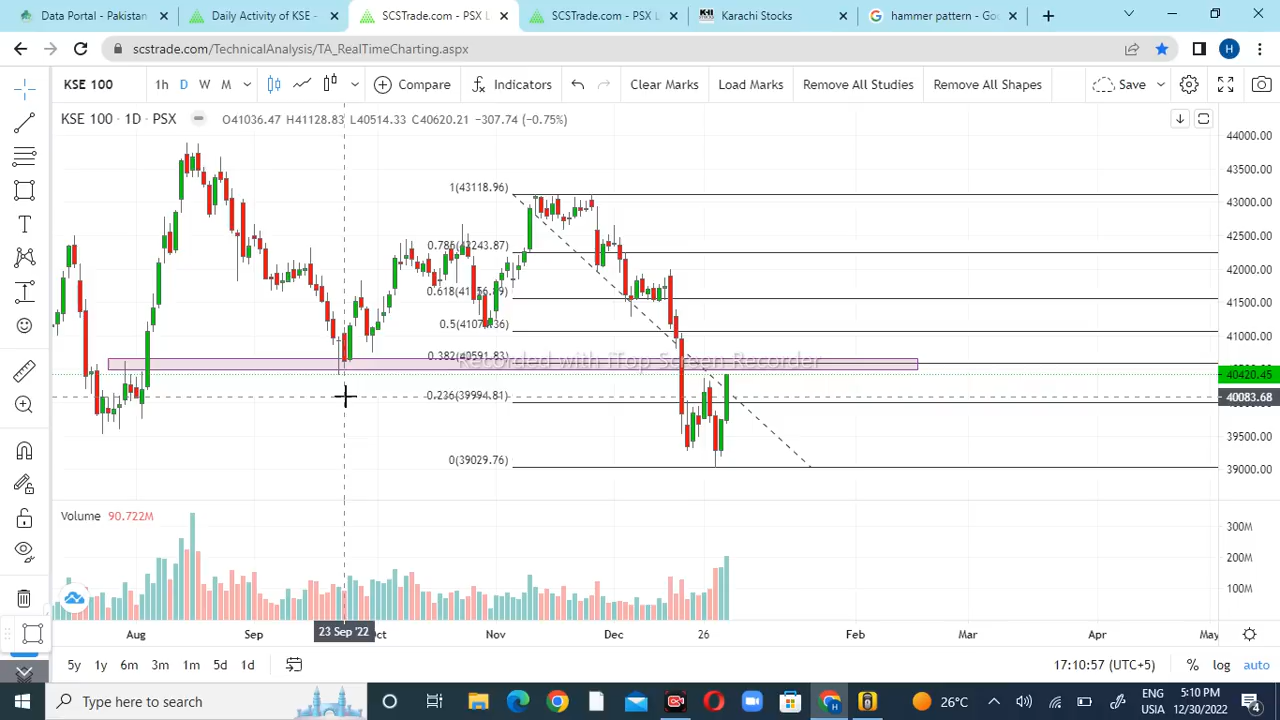 Data Portal - Pakistan
Daily Activity of KSE -
SCSTrade.com - PSX L
SCSTrade.com - PSX L
Karachi Stocks
hammer pattern - Goo
scstrade.com/TechnicalAnalysis/TA_RealTimeCharting.aspx
H
KSE 100
1h D W M
Compare
Indicators
Clear Marks
Load Marks
Remove All Studies
Remove All Shapes
Save
KSE 100 · 1D · PSX
O41036.47 H41128.83 L40514.33 C40620.21 −307.74 (−0.75%)
44000.00
43500.00
1(43118.96)
43000.00
42500.00
0.786(42243.87)
42000.00
0.618(41556.89)
41500.00
41000.00
0.382(40591.83)
Recorded with iTop Screen Recorder
40420.45
40083.68
0.236(39994.81)
39500.00
0(39029.76)
39000.00
Volume 90.722M
300M
200M
100M
Aug
Sep
23 Sep '22
Oct
Nov
Dec
26
Feb
Mar
Apr
May
5y 1y 6m 3m 1m 5d 1d
17:10:57 (UTC+5)
% log auto
Type here to search
26°C
ENG
USIA
5:10 PM
12/30/2022
4